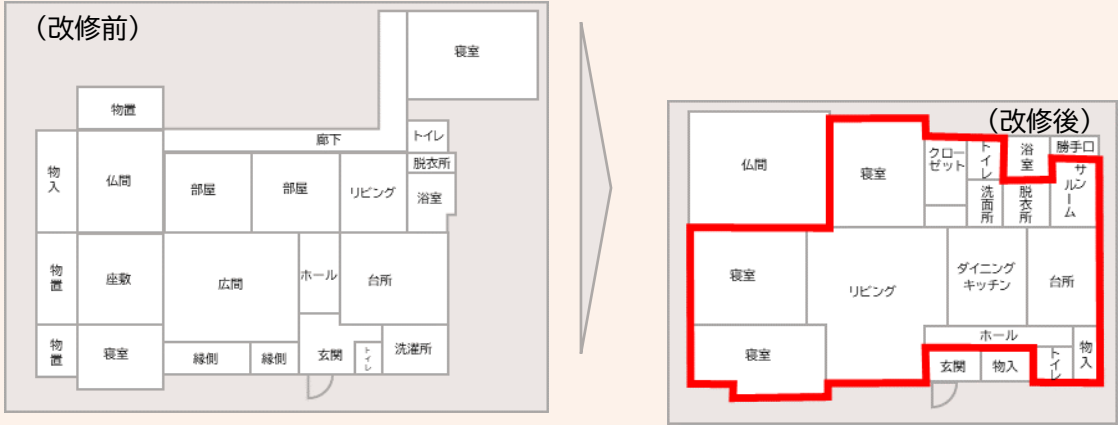 （改修前）
寝室
物置
廊下
トイレ
物入
仏間
部屋
部屋
リビング
脱衣所
浴室
物置
座敷
広間
ホール
台所
物置
寝室
縁側
縁側
玄関
トイレ
洗濯所
（改修後）
仏間
寝室
クローゼット
トイレ
浴室
勝手口
洗面所
脱衣所
サンルーム
寝室
リビング
ダイニング
キッチン
台所
寝室
ホール
玄関
物入
トイレ
物入